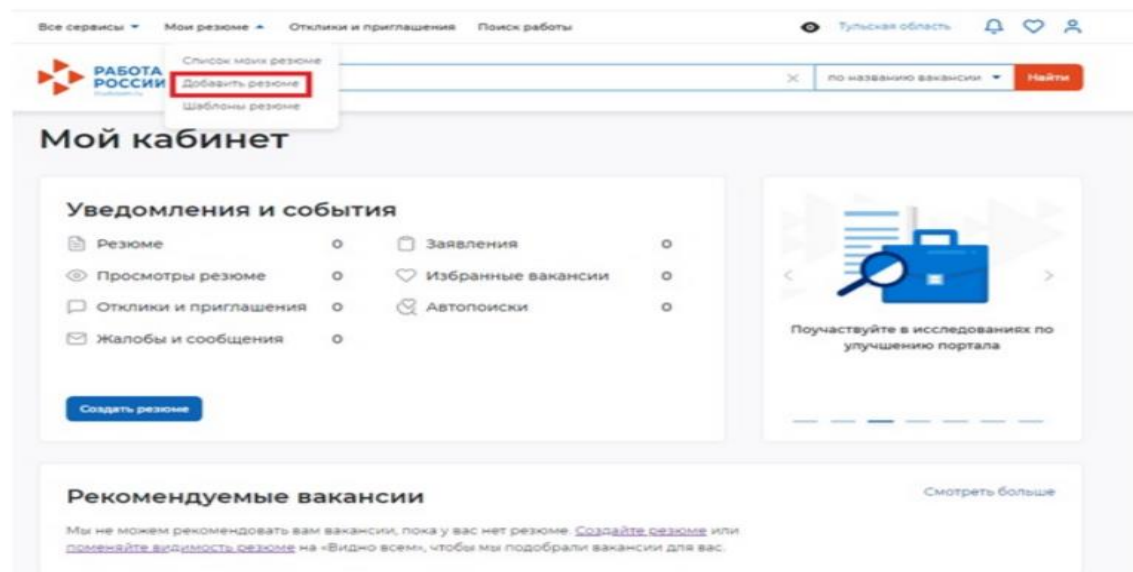 Все сервисы Мои резюме Отклики и приглашения Поиск работы Тульская область
Список моих резюме
РАБОТА РОССИИ
Добавить резюме
по названию вакансии Найти
Шаблоны резюме
Мой кабинет
Уведомления и события
Резюме 0 Заявления 0
Просмотры резюме 0 Избранные вакансии 0
Отклики и приглашения 0 Автопоиски 0
Жалобы и сообщения 0
Создать резюме
Поучаствуйте в исследованиях по
улучшению портала
Рекомендуемые вакансии Смотреть больше
Мы не можем рекомендовать вам вакансии, пока у вас нет резюме. Создайте резюме или
поменяйте видимость резюме на «Видно всем», чтобы мы подобрали вакансии для вас.